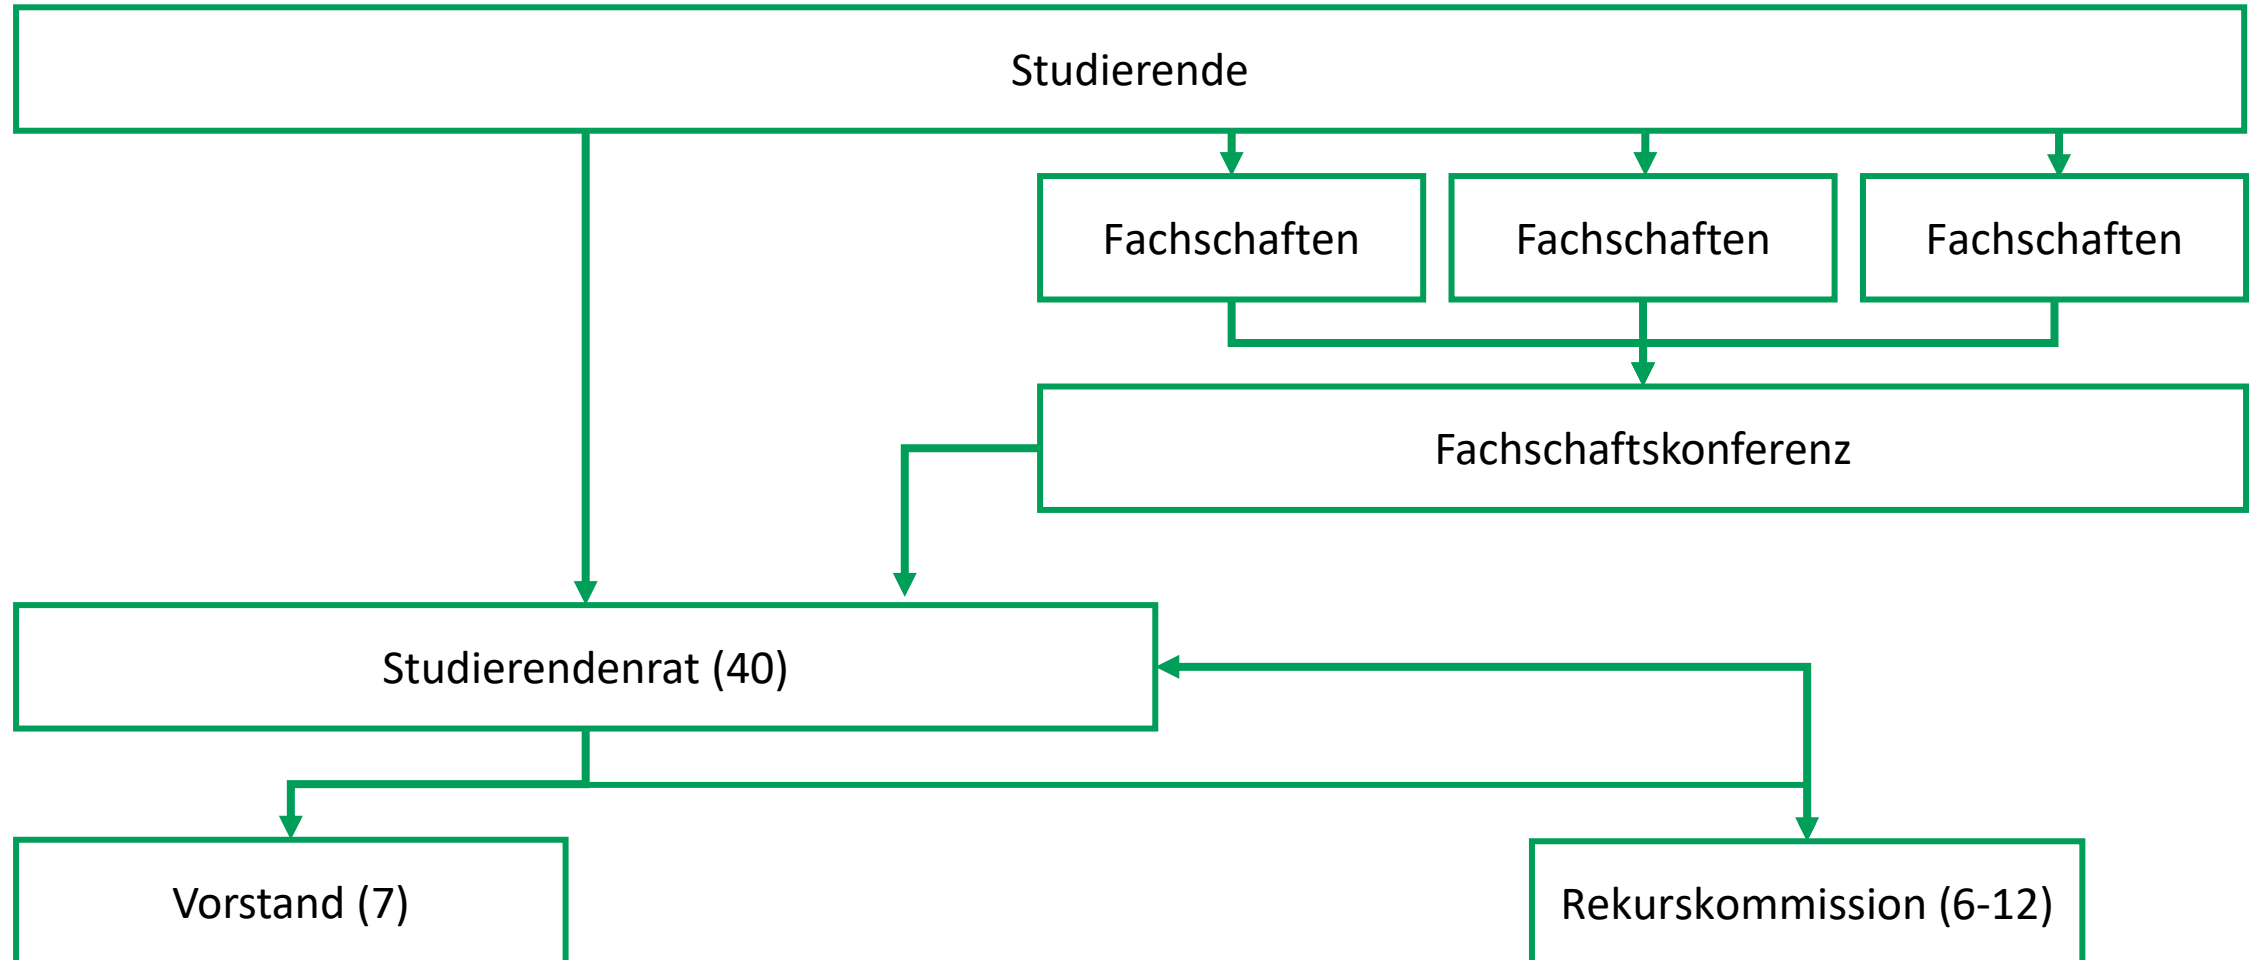 Studierende
Fachschaften
Fachschaften
Fachschaften
Fachschaftskonferenz
Studierendenrat (40)
Vorstand (7)
Rekurskommission (6-12)